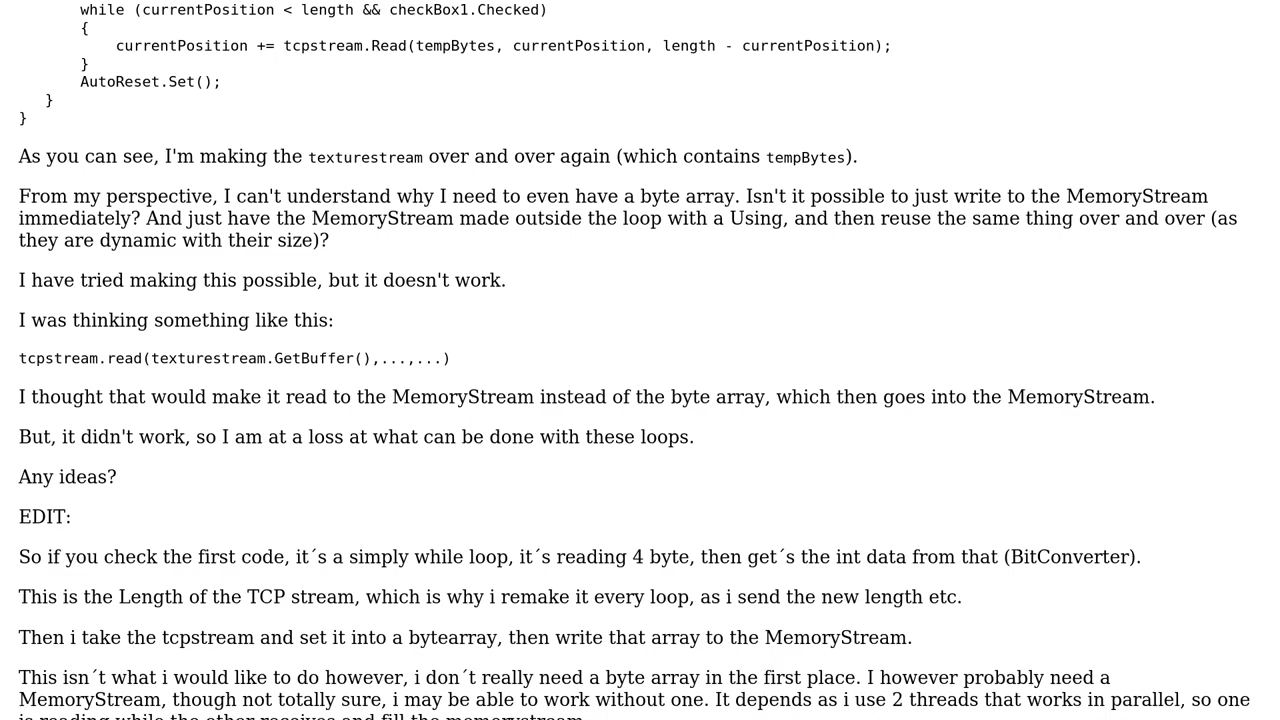 while (currentPosition < length && checkBox1.Checked)
{
currentPosition += tcpstream.Read(tempBytes, currentPosition, length - currentPosition);
}
AutoReset.Set();
}
}
As you can see, I'm making the texturestream over and over again (which contains tempBytes).
From my perspective, I can't understand why I need to even have a byte array. Isn't it possible to just write to the MemoryStream
immediately? And just have the MemoryStream made outside the loop with a Using, and then reuse the same thing over and over (as
they are dynamic with their size)?
I have tried making this possible, but it doesn't work.
I was thinking something like this:
tcpstream.read(texturestream.GetBuffer(),...,...)
I thought that would make it read to the MemoryStream instead of the byte array, which then goes into the MemoryStream.
But, it didn't work, so I am at a loss at what can be done with these loops.
Any ideas?
EDIT:
So if you check the first code, it´s a simply while loop, it´s reading 4 byte, then get´s the int data from that (BitConverter).
This is the Length of the TCP stream, which is why i remake it every loop, as i send the new length etc.
Then i take the tcpstream and set it into a bytearray, then write that array to the MemoryStream.
This isn´t what i would like to do however, i don´t really need a byte array in the first place. I however probably need a
MemoryStream, though not totally sure, i may be able to work without one. It depends as i use 2 threads that works in parallel, so one
is reading while the other receives and fill the memorystream.